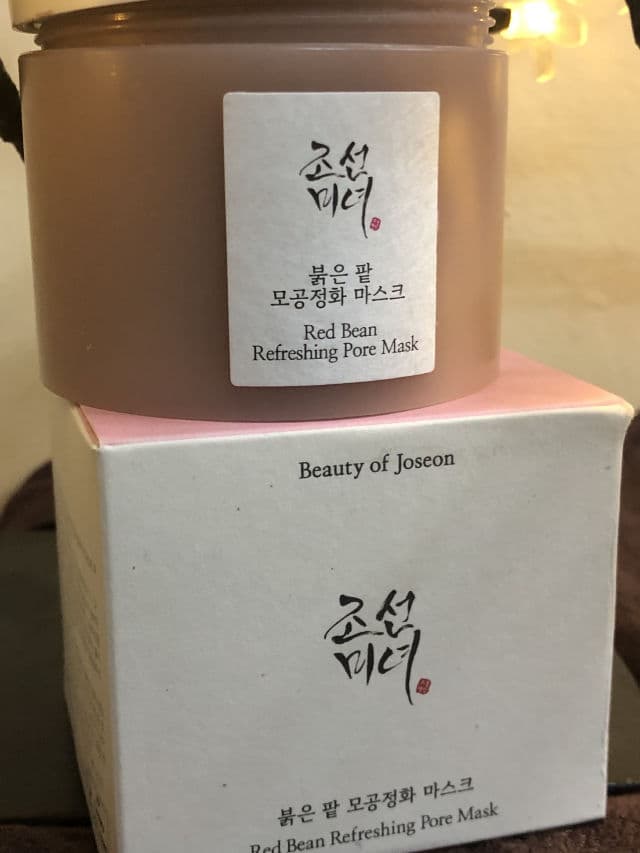 조선
미녀
붉은 팥
모공정화 마스크
Red Bean
Refreshing Pore Mask
Beauty of Joseon
조선
미녀
붉은 팥 모공정화 마스크
Red Bean Refreshing Pore Mask